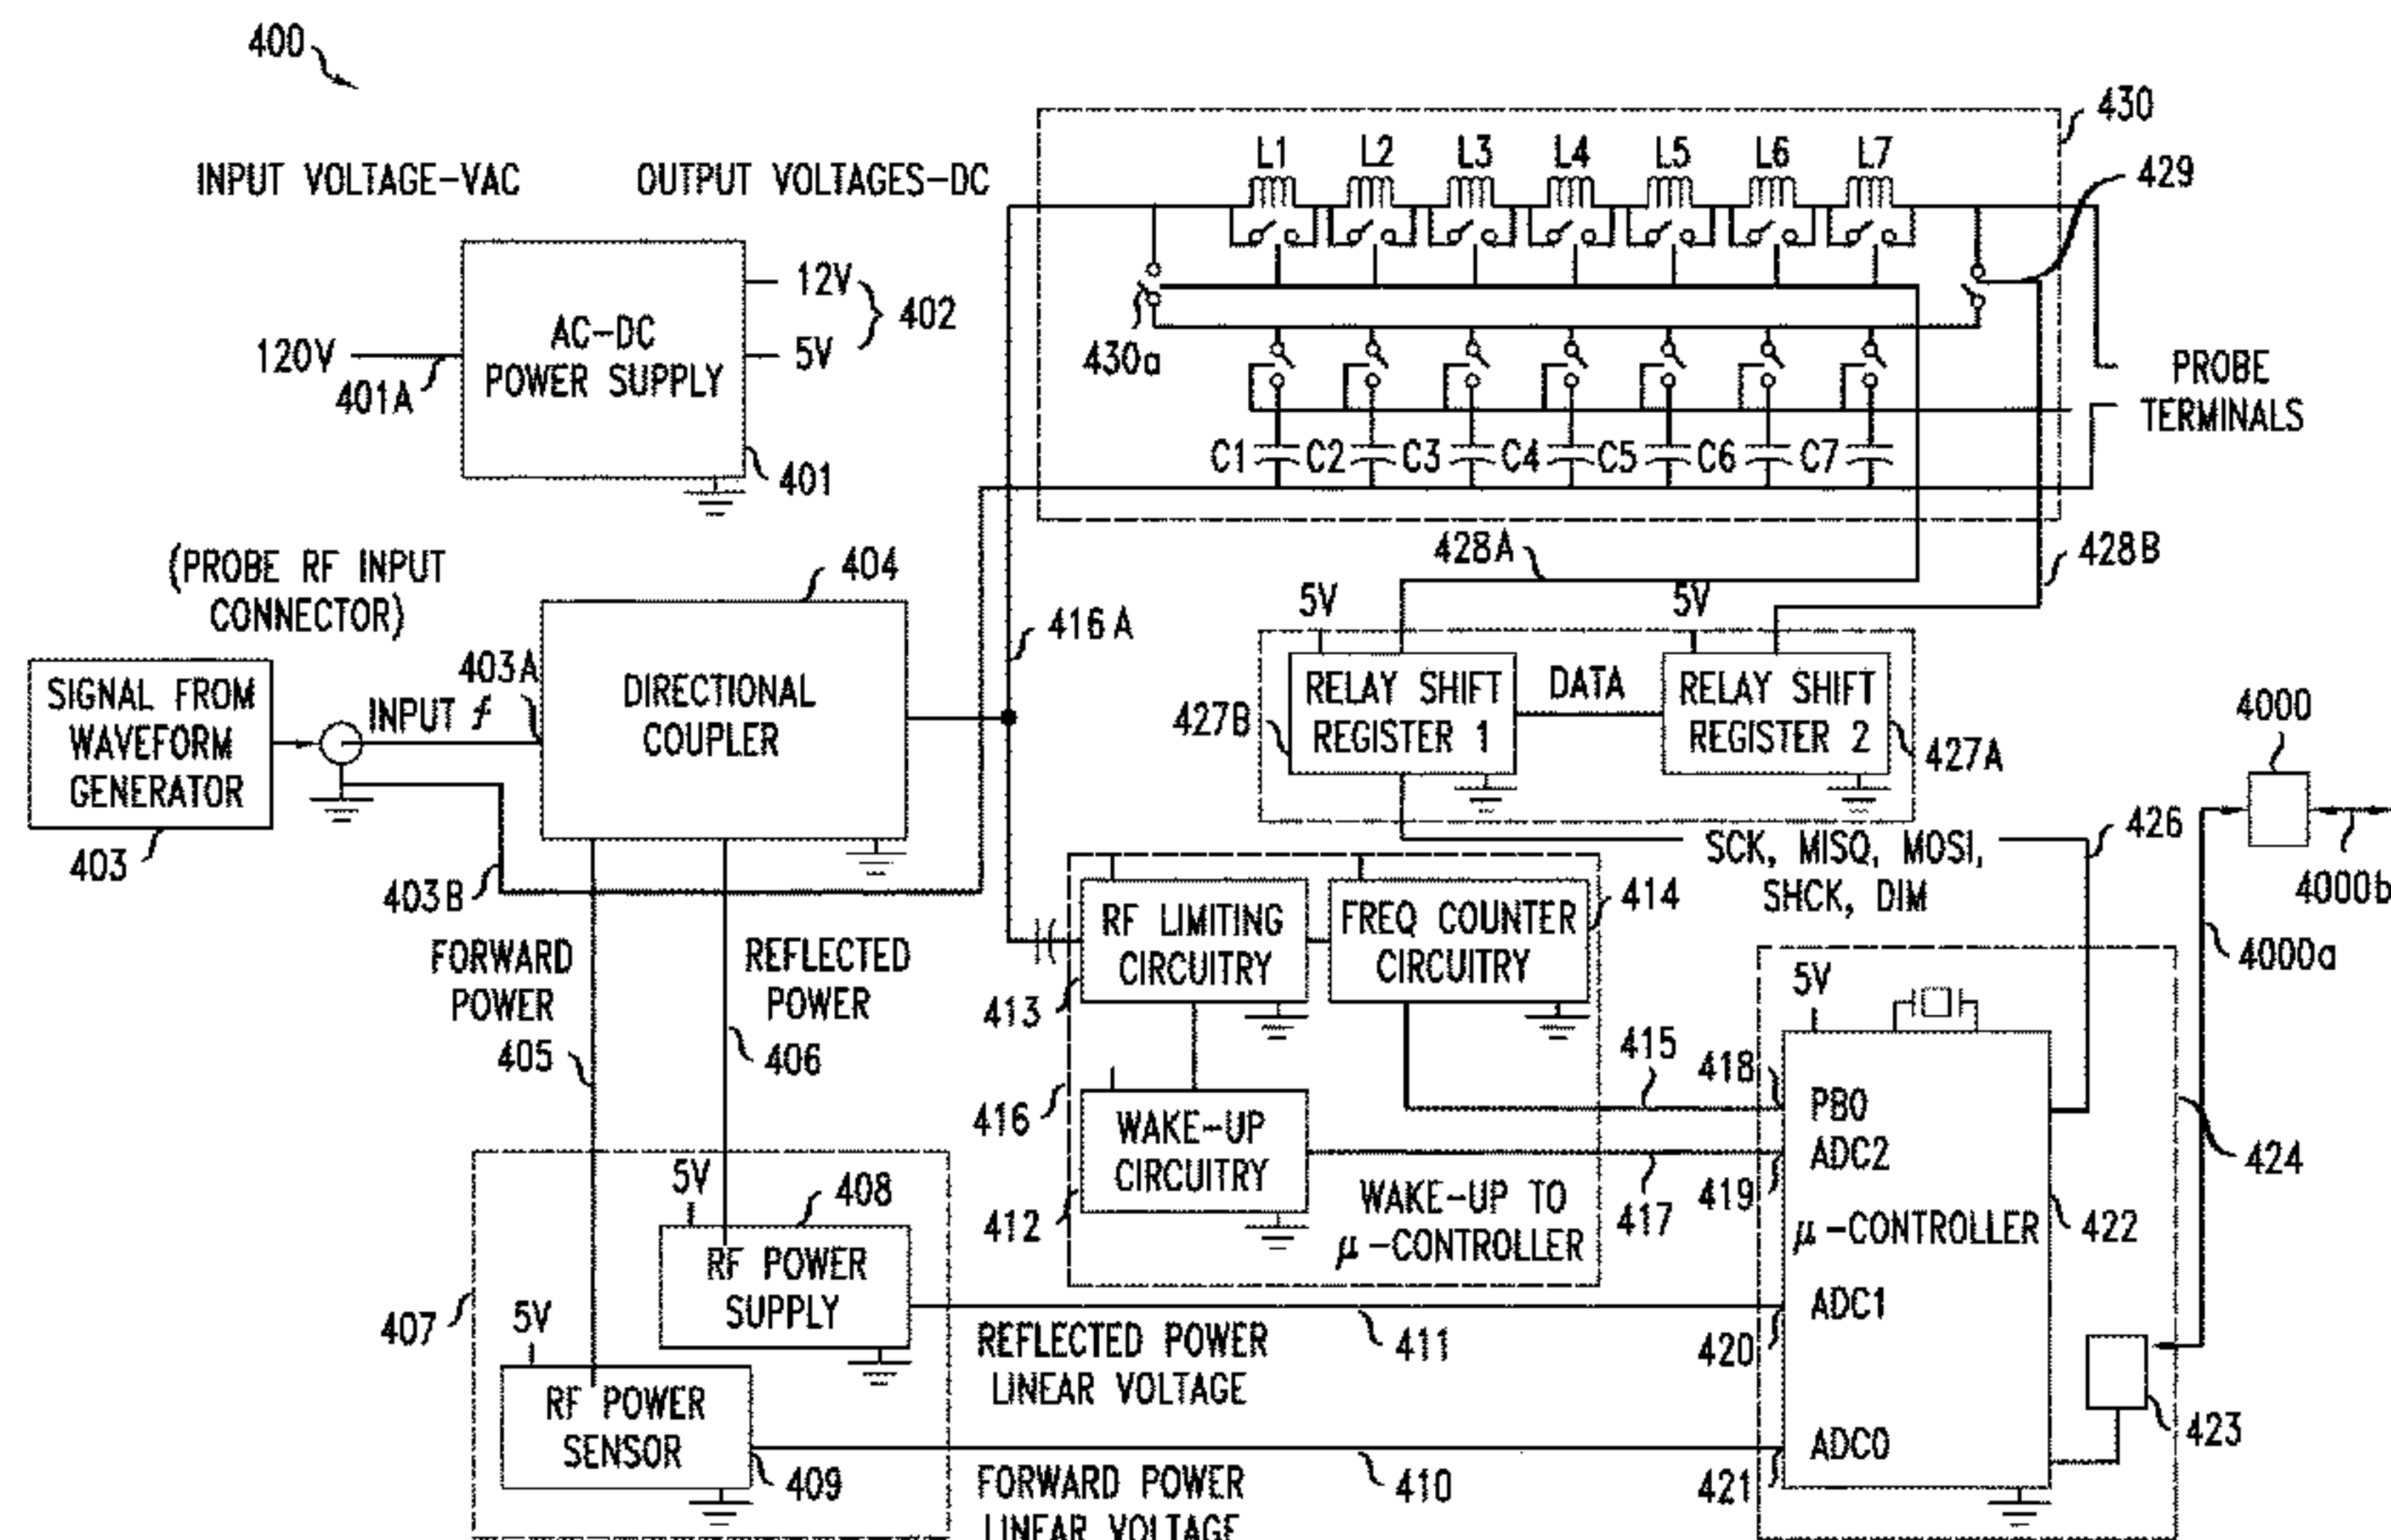 400
430
L1 L2 L3 L4 L5 L6 L7
429
INPUT VOLTAGE-VAC
OUTPUT VOLTAGES-DC
12V
402
5V
AC-DC
POWER SUPPLY
120V
401A
401
430a
PROBE
TERMINALS
C1 C2 C3 C4 C5 C6 C7
428A
428B
(PROBE RF INPUT
CONNECTOR)
404
416A
5V
5V
403A
SIGNAL FROM
WAVEFORM
GENERATOR
INPUT f
DIRECTIONAL
COUPLER
RELAY SHIFT
REGISTER 1
DATA
RELAY SHIFT
REGISTER 2
427B
427A
4000
403
403B
SCK, MISQ, MOSI,
SHCK, DIM
426
4000b
4000a
RF LIMITING
CIRCUITRY
FREQ COUNTER
CIRCUITRY
414
413
FORWARD
POWER
405
REFLECTED
POWER
406
5V
415
418
PB0
416
WAKE-UP
CIRCUITRY
412
ADC2
419
417
WAKE-UP TO
μ-CONTROLLER
μ-CONTROLLER
422
424
5V
408
RF POWER
SUPPLY
407
5V
ADC1
420
411
REFLECTED POWER
LINEAR VOLTAGE
RF POWER
SENSOR
409
ADC0
421
410
423
FORWARD POWER
LINEAR VOLTAGE